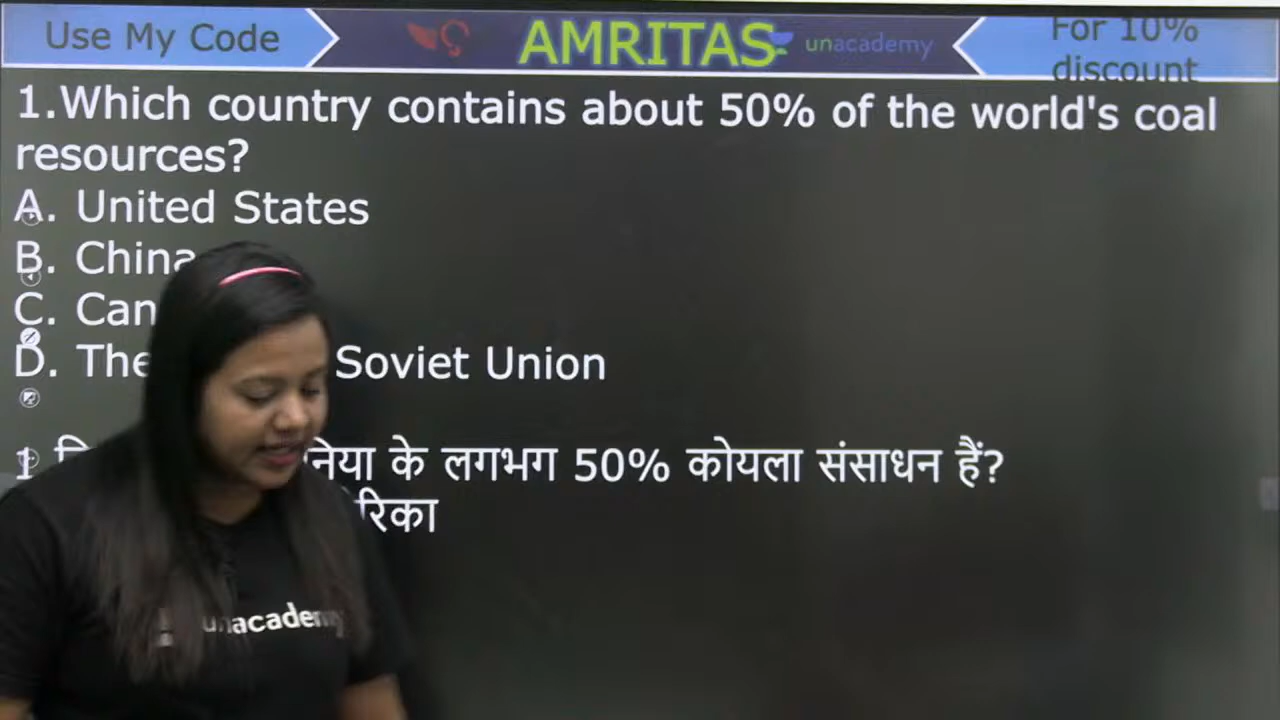 Use My Code
AMRITAS
unacademy
For 10%
discount
1.Which country contains about 50% of the world's coal
resources?
A. United States
B. China
C. Can
D. The Soviet Union
1 के लगभग 50% कोयला संसाधन हैं?
unacademy